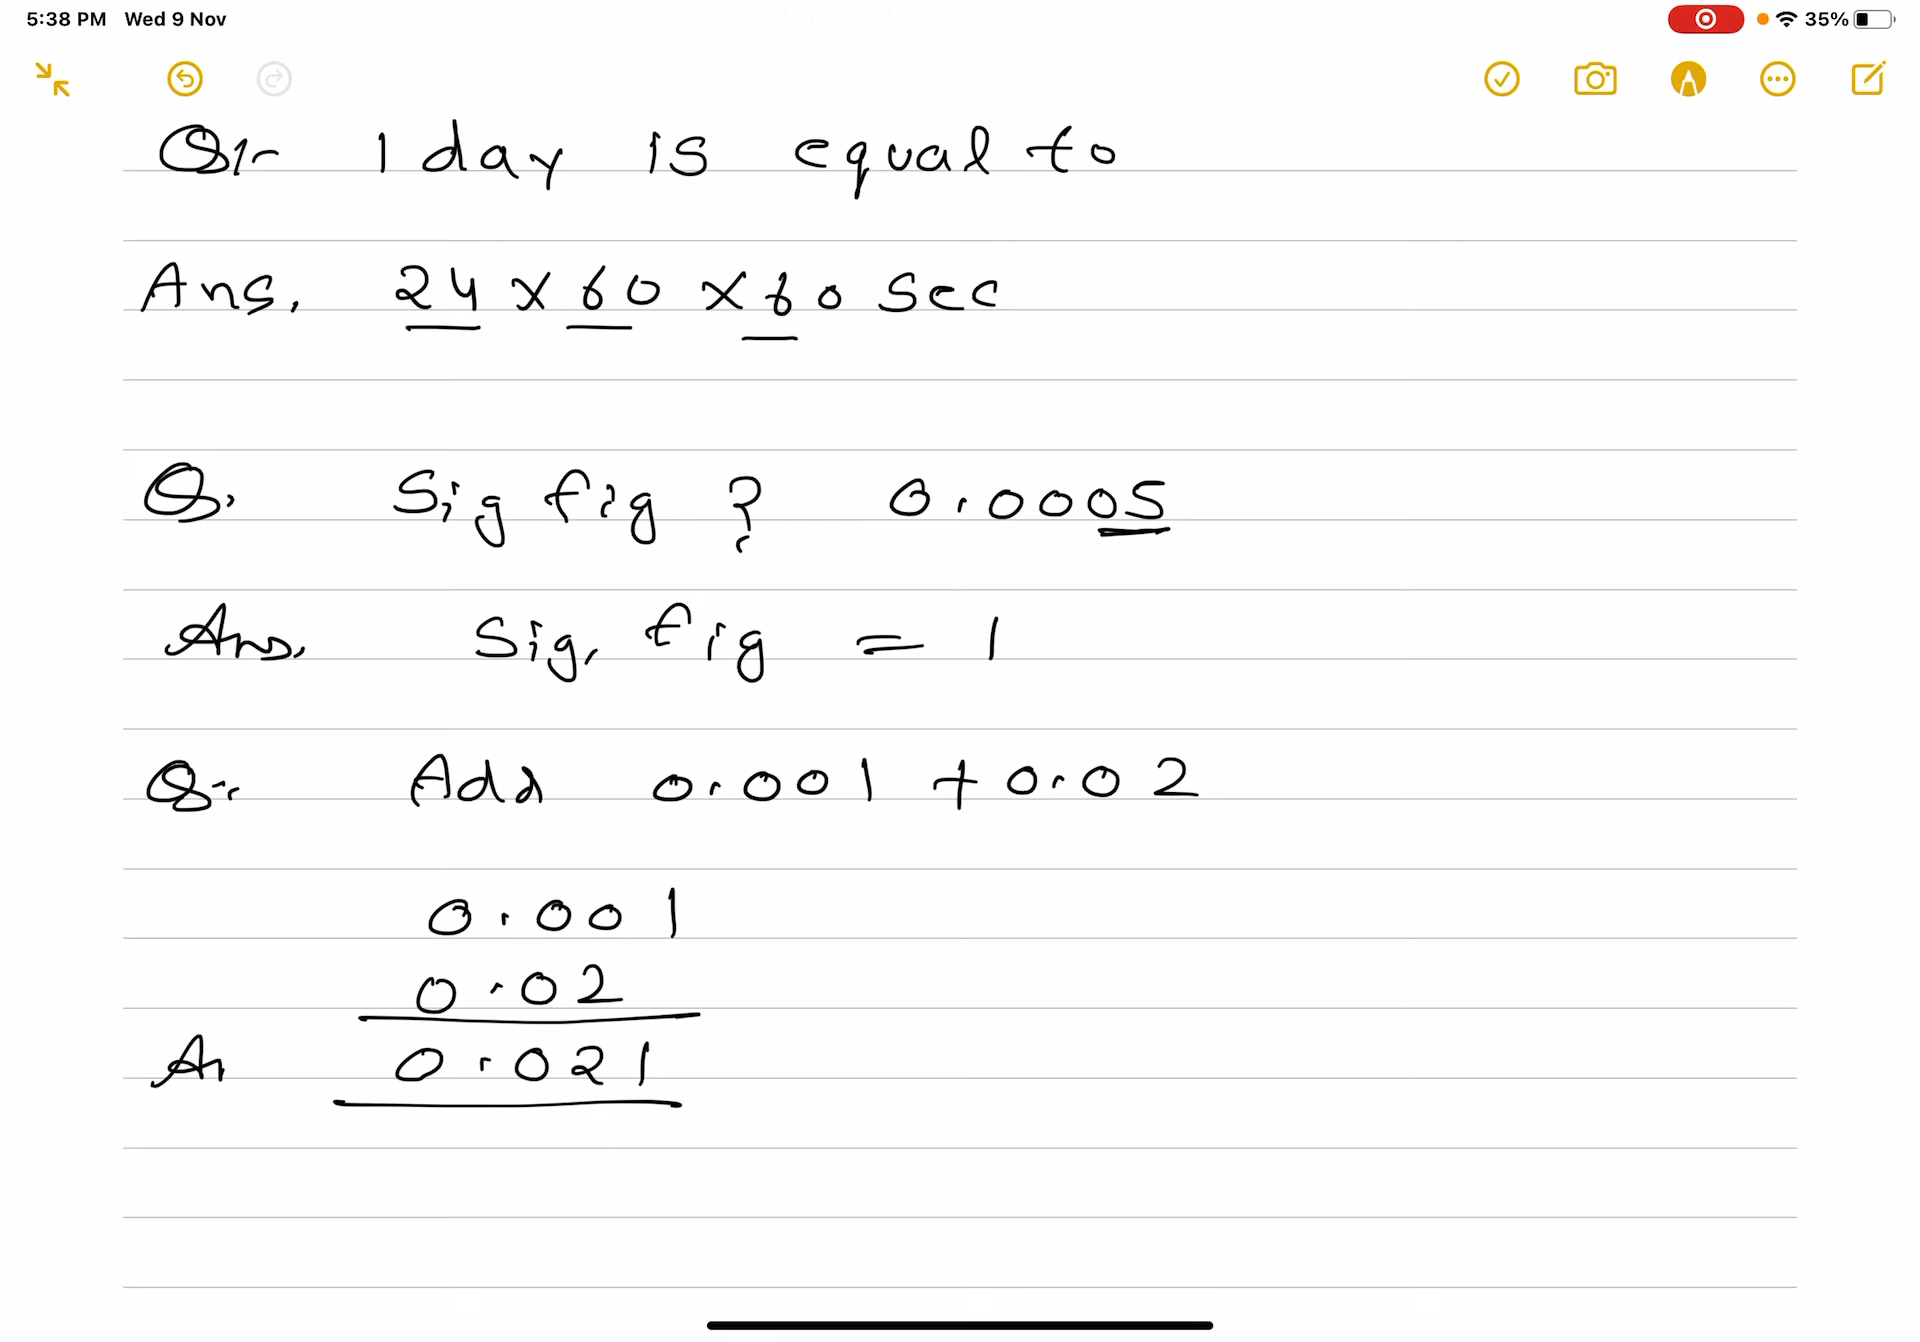 5:38 PM Wed 9 Nov 35%
Q1- 1 day is equal to
Ans. 24 x 60 x 60 sec
Q. Sig fig ? 0.0005
Ans. Sig. fig = 1
Q:- Add 0.001 + 0.02
0.001
0.02
An 0.021